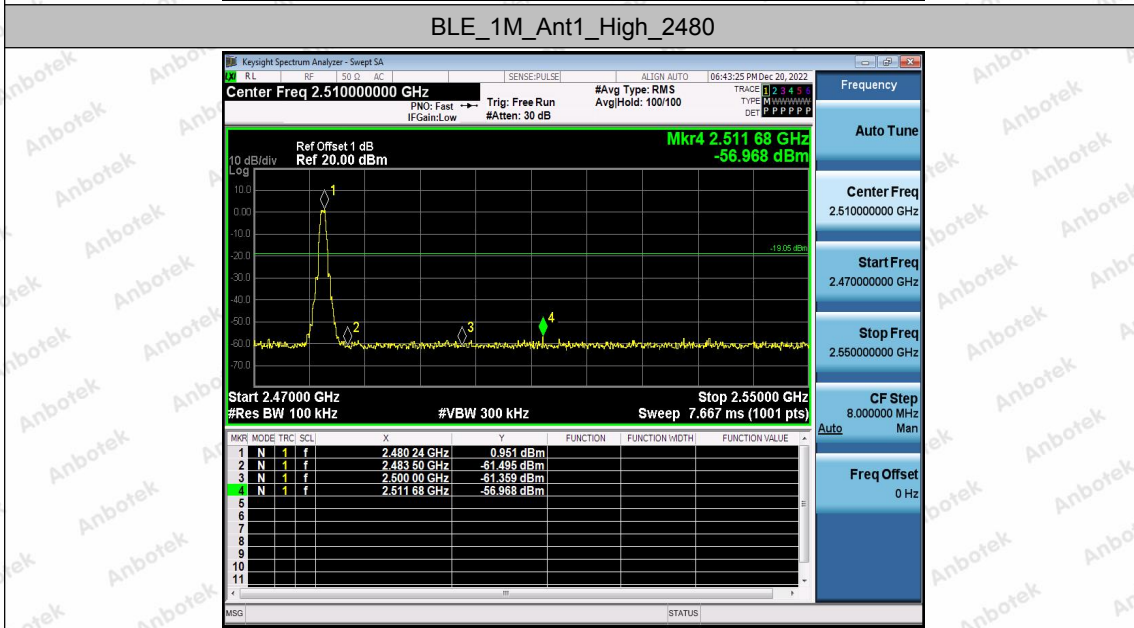 BLE_1M_Ant1_High_2480
Keysight Spectrum Analyzer - Swept SA
LXI RL RF 50 Ω AC SENSE:PULSE ALIGN AUTO 06:43:25 PM Dec 20, 2022
Center Freq 2.510000000 GHz
PNO: Fast
IFGain:Low
Trig: Free Run
#Atten: 30 dB
#Avg Type: RMS
Avg|Hold: 100/100
TRACE 1 2 3 4 5 6
TYPE M W W W W W
DET P P P P P P
Mkr4 2.511 68 GHz
-56.968 dBm
Ref Offset 1 dB
10 dB/div Ref 20.00 dBm
Log
10.0
0.00
-10.0
-20.0
-30.0
-40.0
-50.0
-60.0
-70.0
-19.05 dBm
1
2
3
4
Start 2.47000 GHz Stop 2.55000 GHz
#Res BW 100 kHz #VBW 300 kHz Sweep 7.667 ms (1001 pts)
MKR MODE TRC SCL X Y FUNCTION FUNCTION WIDTH FUNCTION VALUE
1 N 1 f 2.480 24 GHz 0.951 dBm
2 N 1 f 2.483 50 GHz -61.495 dBm
3 N 1 f 2.500 00 GHz -61.359 dBm
4 N 1 f 2.511 68 GHz -56.968 dBm
5
6
7
8
9
10
11
MSG STATUS
Frequency
Auto Tune
Center Freq
2.510000000 GHz
Start Freq
2.470000000 GHz
Stop Freq
2.550000000 GHz
CF Step
8.000000 MHz
Auto Man
Freq Offset
0 Hz
Anbotek